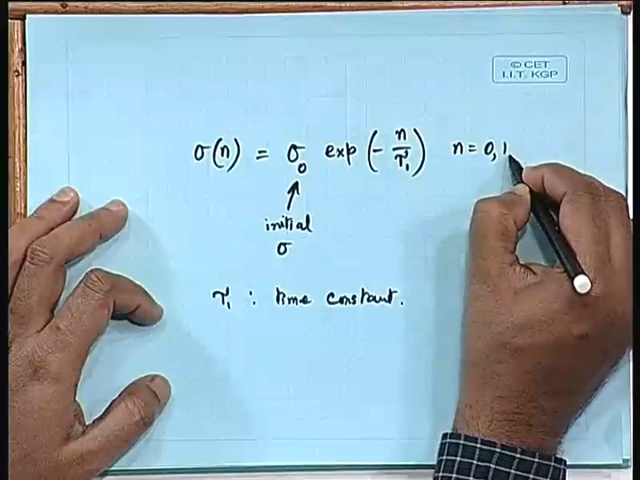 © CET
I.I.T. KGP
σ(n) = σ₀ exp(-n/τ₁) n = 0, 1
initial
σ
τ₁ : time constant.